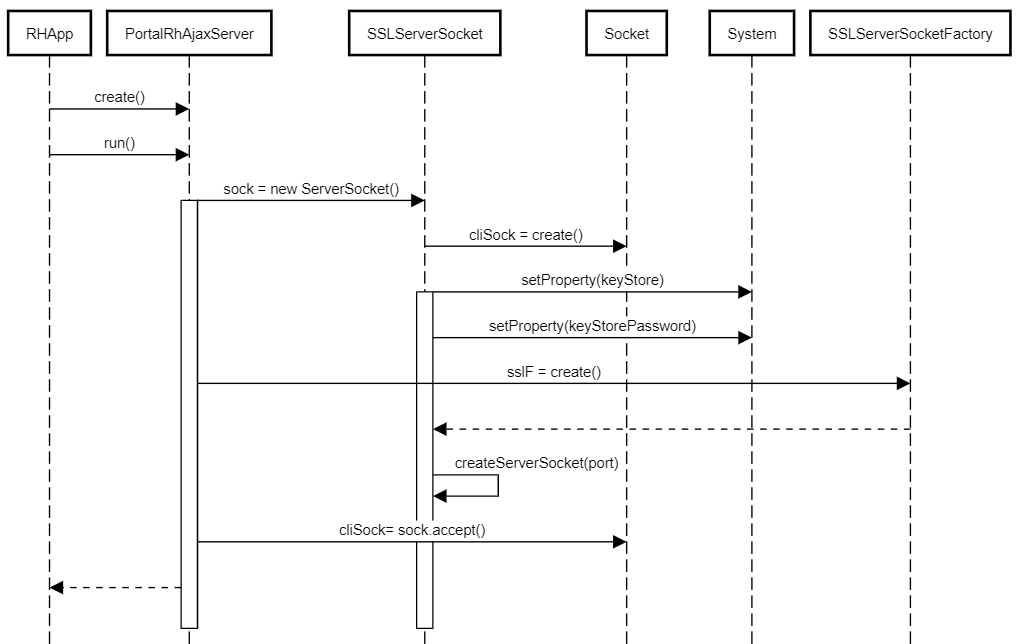 RHApp
PortalRhAjaxServer
SSLServerSocket
Socket
System
SSLServerSocketFactory
create()
run()
sock = new ServerSocket()
cliSock = create()
setProperty(keyStore)
setProperty(keyStorePassword)
sslF = create()
createServerSocket(port)
cliSock= sock.accept()